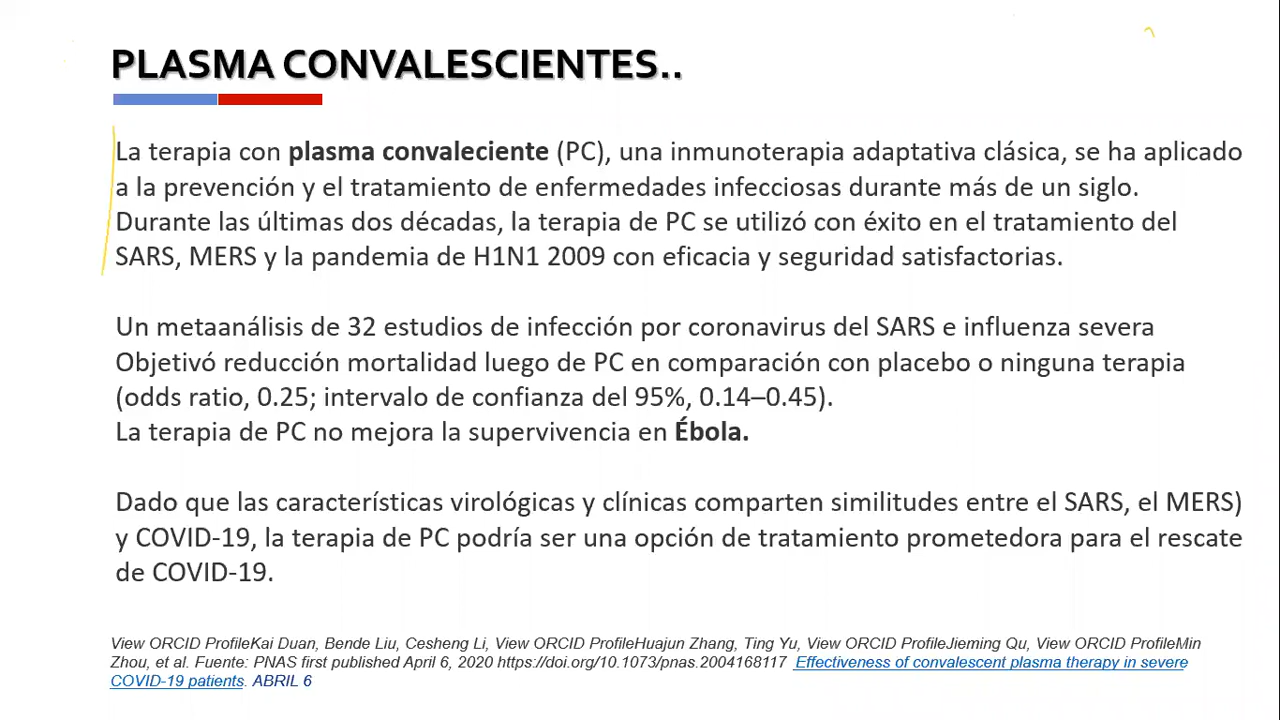 PLASMA CONVALESCIENTES..
La terapia con plasma convaleciente (PC), una inmunoterapia adaptativa clásica, se ha aplicado
a la prevención y el tratamiento de enfermedades infecciosas durante más de un siglo.
Durante las últimas dos décadas, la terapia de PC se utilizó con éxito en el tratamiento del
SARS, MERS y la pandemia de H1N1 2009 con eficacia y seguridad satisfactorias.
Un metaanálisis de 32 estudios de infección por coronavirus del SARS e influenza severa
Objetivó reducción mortalidad luego de PC en comparación con placebo o ninguna terapia
(odds ratio, 0.25; intervalo de confianza del 95%, 0.14–0.45).
La terapia de PC no mejora la supervivencia en Ébola.
Dado que las características virológicas y clínicas comparten similitudes entre el SARS, el MERS)
y COVID-19, la terapia de PC podría ser una opción de tratamiento prometedora para el rescate
de COVID-19.
View ORCID ProfileKai Duan, Bende Liu, Cesheng Li, View ORCID ProfileHuajun Zhang, Ting Yu, View ORCID ProfileJieming Qu, View ORCID ProfileMin
Zhou, et al. Fuente: PNAS first published April 6, 2020 https://doi.org/10.1073/pnas.2004168117 Effectiveness of convalescent plasma therapy in severe
COVID-19 patients. ABRIL 6